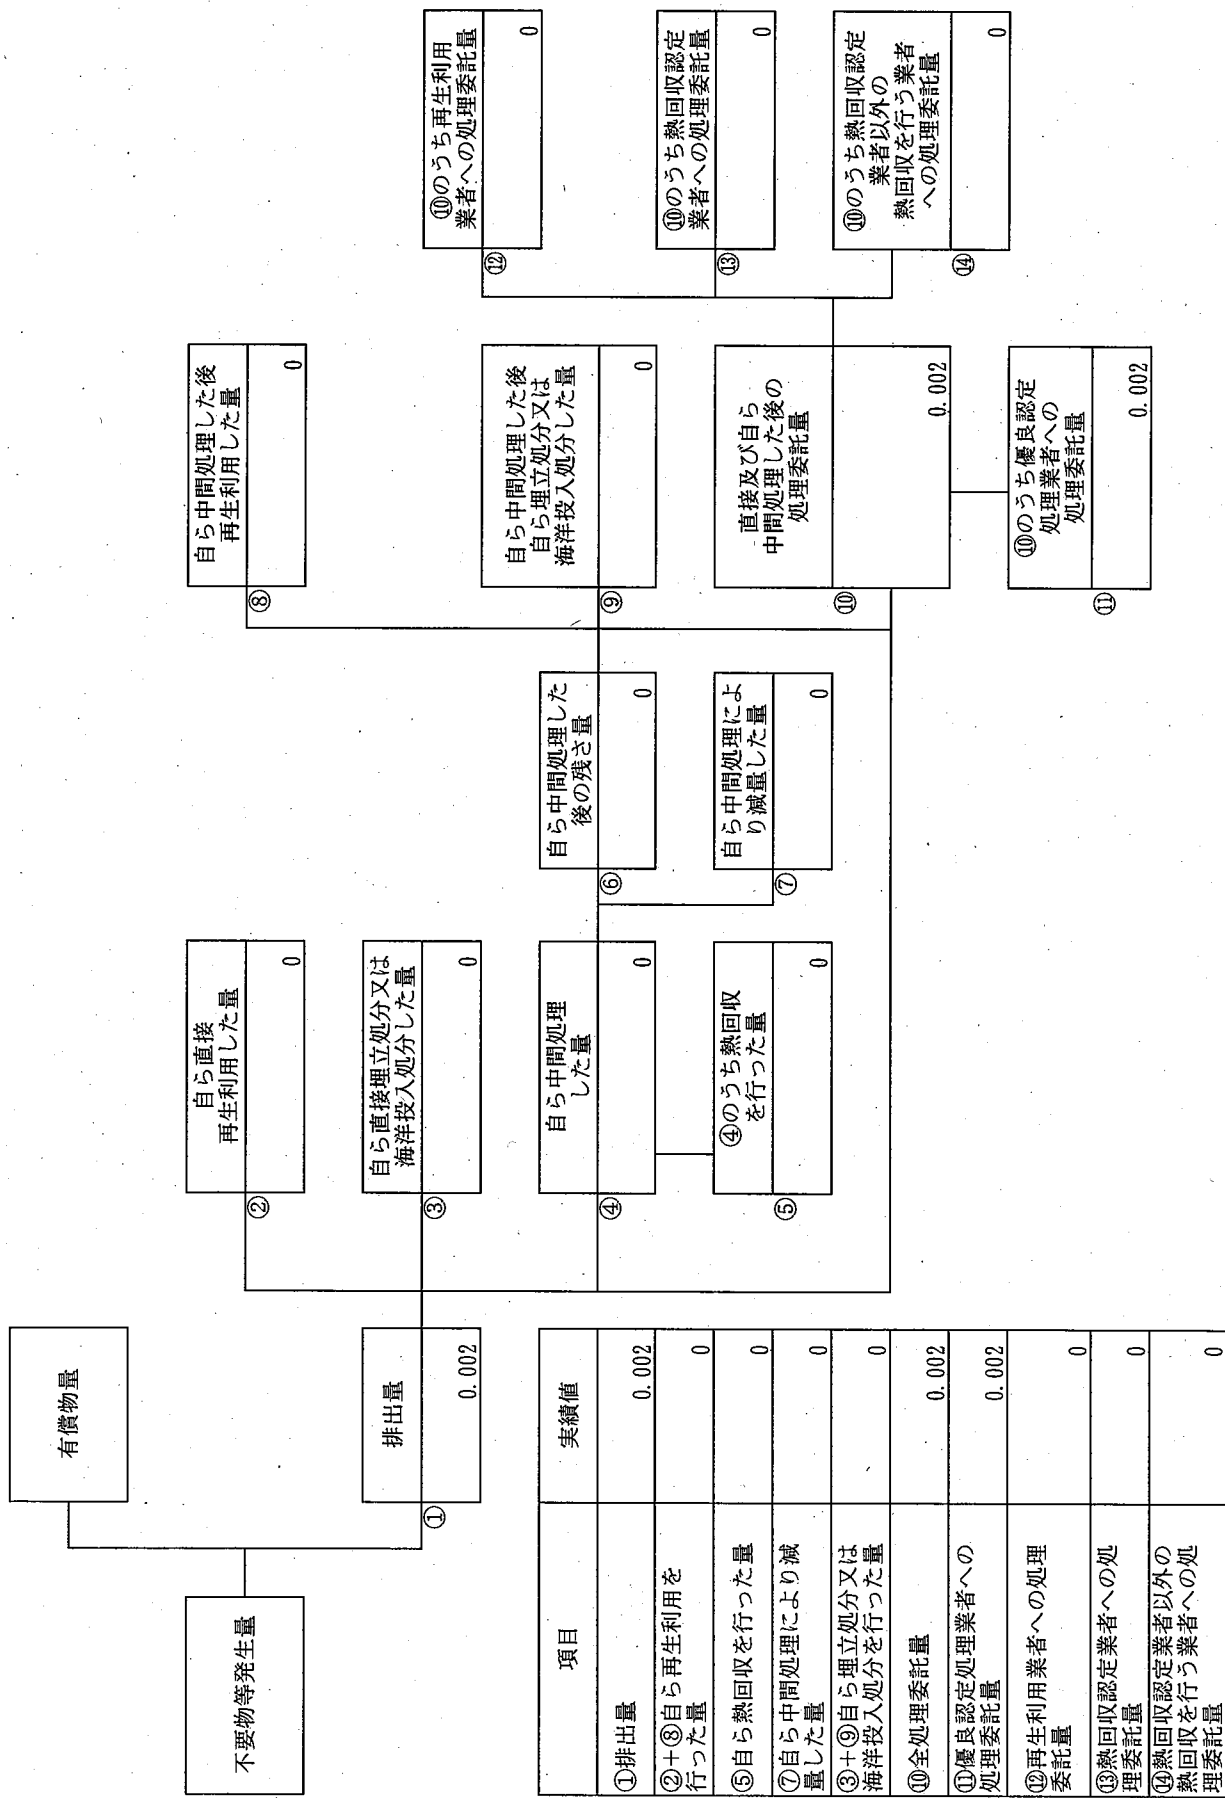 不要物等発生量
有償物量
排出量
①
0.002
自ら直接
再生利用した量
②
0
自ら直接埋立処分又は
海洋投入処分した量
③
0
自ら中間処理
した量
④
0
④のうち熱回収
を行った量
⑤
0
自ら中間処理した
後の残さ量
⑥
0
自ら中間処理によ
り減量した量
⑦
0
自ら中間処理した後
再生利用した量
⑧
0
自ら中間処理した後
自ら埋立処分又は
海洋投入処分した量
⑨
0
直接及び自ら
中間処理した後の
処理委託量
⑩
0.002
⑩のうち優良認定
処理業者への
処理委託量
⑪
0.002
⑩のうち再生利用
業者への処理委託量
⑫
0
⑩のうち熱回収認定
業者への処理委託量
⑬
0
⑩のうち熱回収認定
業者以外の
熱回収を行う業者
への処理委託量
⑭
0
項目 実績値
①排出量 0.002
②+⑧自ら再生利用を
行った量 0
⑤自ら熱回収を行った量 0
⑦自ら中間処理により減
量した量 0
③+⑨自ら埋立処分又は
海洋投入処分を行った量 0
⑩全処理委託量 0.002
⑪優良認定処理業者への
処理委託量 0.002
⑫再生利用業者への処理
委託量 0
⑬熱回収認定業者への処
理委託量 0
⑭熱回収認定業者以外の
熱回収を行う業者への処
理委託量 0